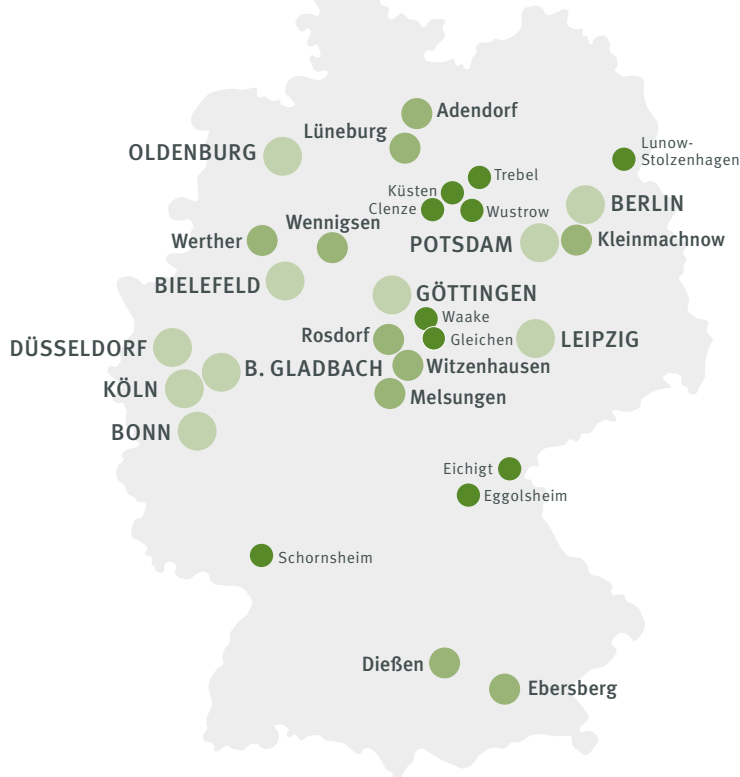 Adendorf
Lüneburg
OLDENBURG
Lunow-
Stolzenhagen
Trebel
Küsten
Clenze
Wustrow
BERLIN
Wennigsen
Werther
POTSDAM
Kleinmachnow
BIELEFELD
GÖTTINGEN
Waake
Rosdorf
Gleichen
LEIPZIG
DÜSSELDORF
B. GLADBACH
Witzenhausen
KÖLN
Melsungen
BONN
Eichigt
Eggolsheim
Schornsheim
Dießen
Ebersberg